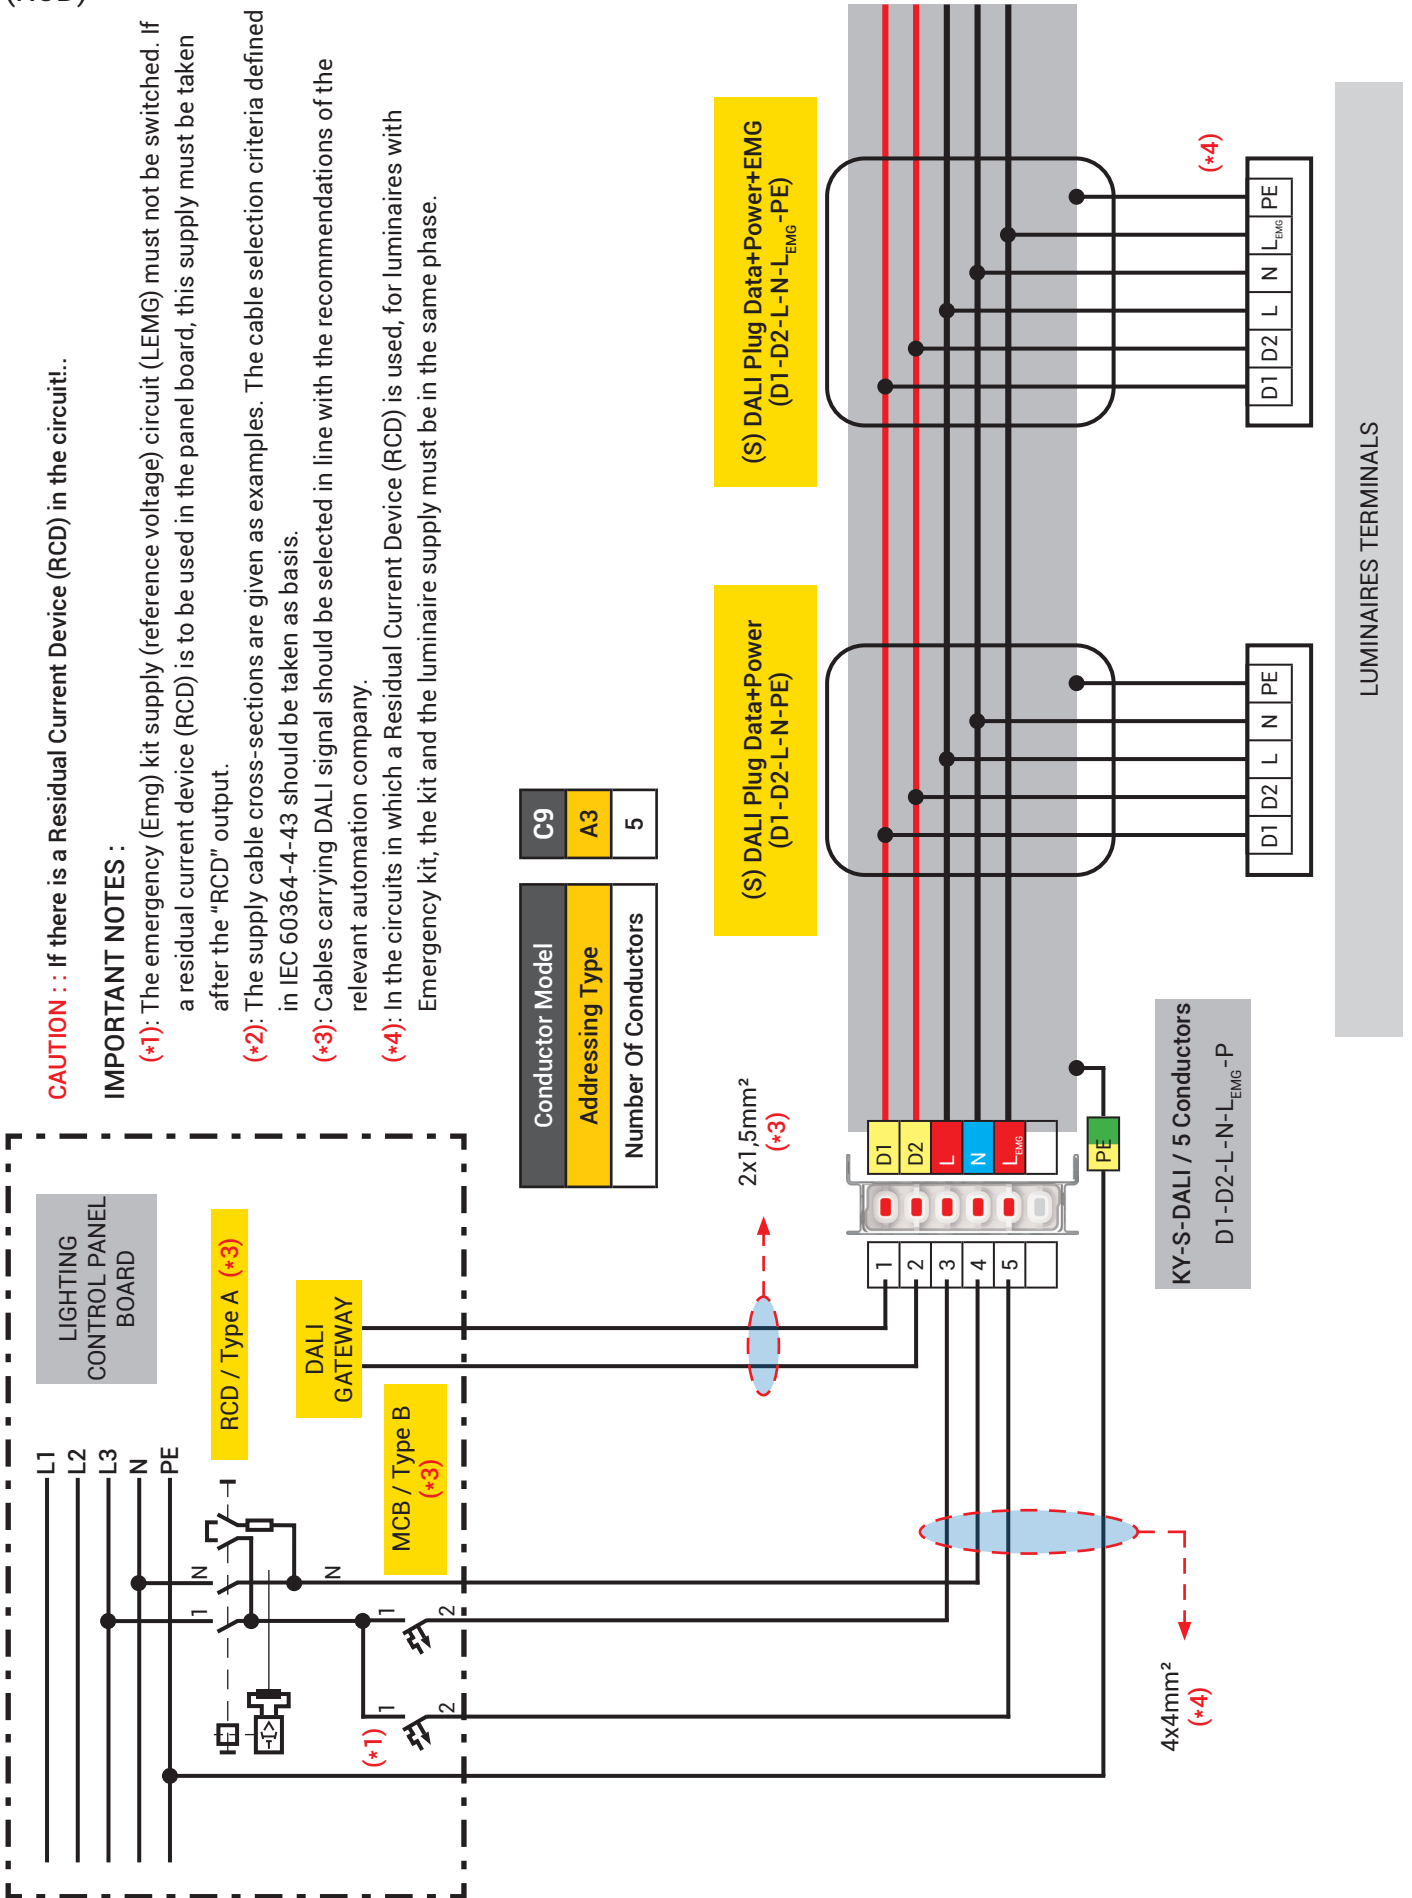 CAUTION : : If there is a Residual Current Device (RCD) in the circuit!..
IMPORTANT NOTES :
(*1): The emergency (Emg) kit supply (reference voltage) circuit (LEMG) must not be switched. If
a residual current device (RCD) is to be used in the panel board, this supply must be taken
after the “RCD” output.
(*2): The supply cable cross-sections are given as examples. The cable selection criteria defined
in IEC 60364-4-43 should be taken as basis.
(*3): Cables carrying DALI signal should be selected in line with the recommendations of the
relevant automation company.
(*4): In the circuits in which a Residual Current Device (RCD) is used, for luminaires with
Emergency kit, the kit and the luminaire supply must be in the same phase.
LIGHTING
CONTROL PANEL
BOARD
L1
L2
L3
N
PE
RCD / Type A (*3)
1
N
N
DALI
GATEWAY
MCB / Type B
(*3)
(*1)
1
2
1
2
Conductor Model C9
Addressing Type A3
Number Of Conductors 5
2x1,5mm²
(*3)
4x4mm²
(*4)
1
2
3
4
5
D1
D2
L
N
LEMG
PE
KY-S-DALI / 5 Conductors
D1-D2-L-N-LEMG-P
(S) DALI Plug Data+Power
(D1-D2-L-N-PE)
D1 D2 L N PE
(S) DALI Plug Data+Power+EMG
(D1-D2-L-N-LEMG-PE)
(*4)
D1 D2 L N LEMG PE
LUMINAIRES TERMINALS